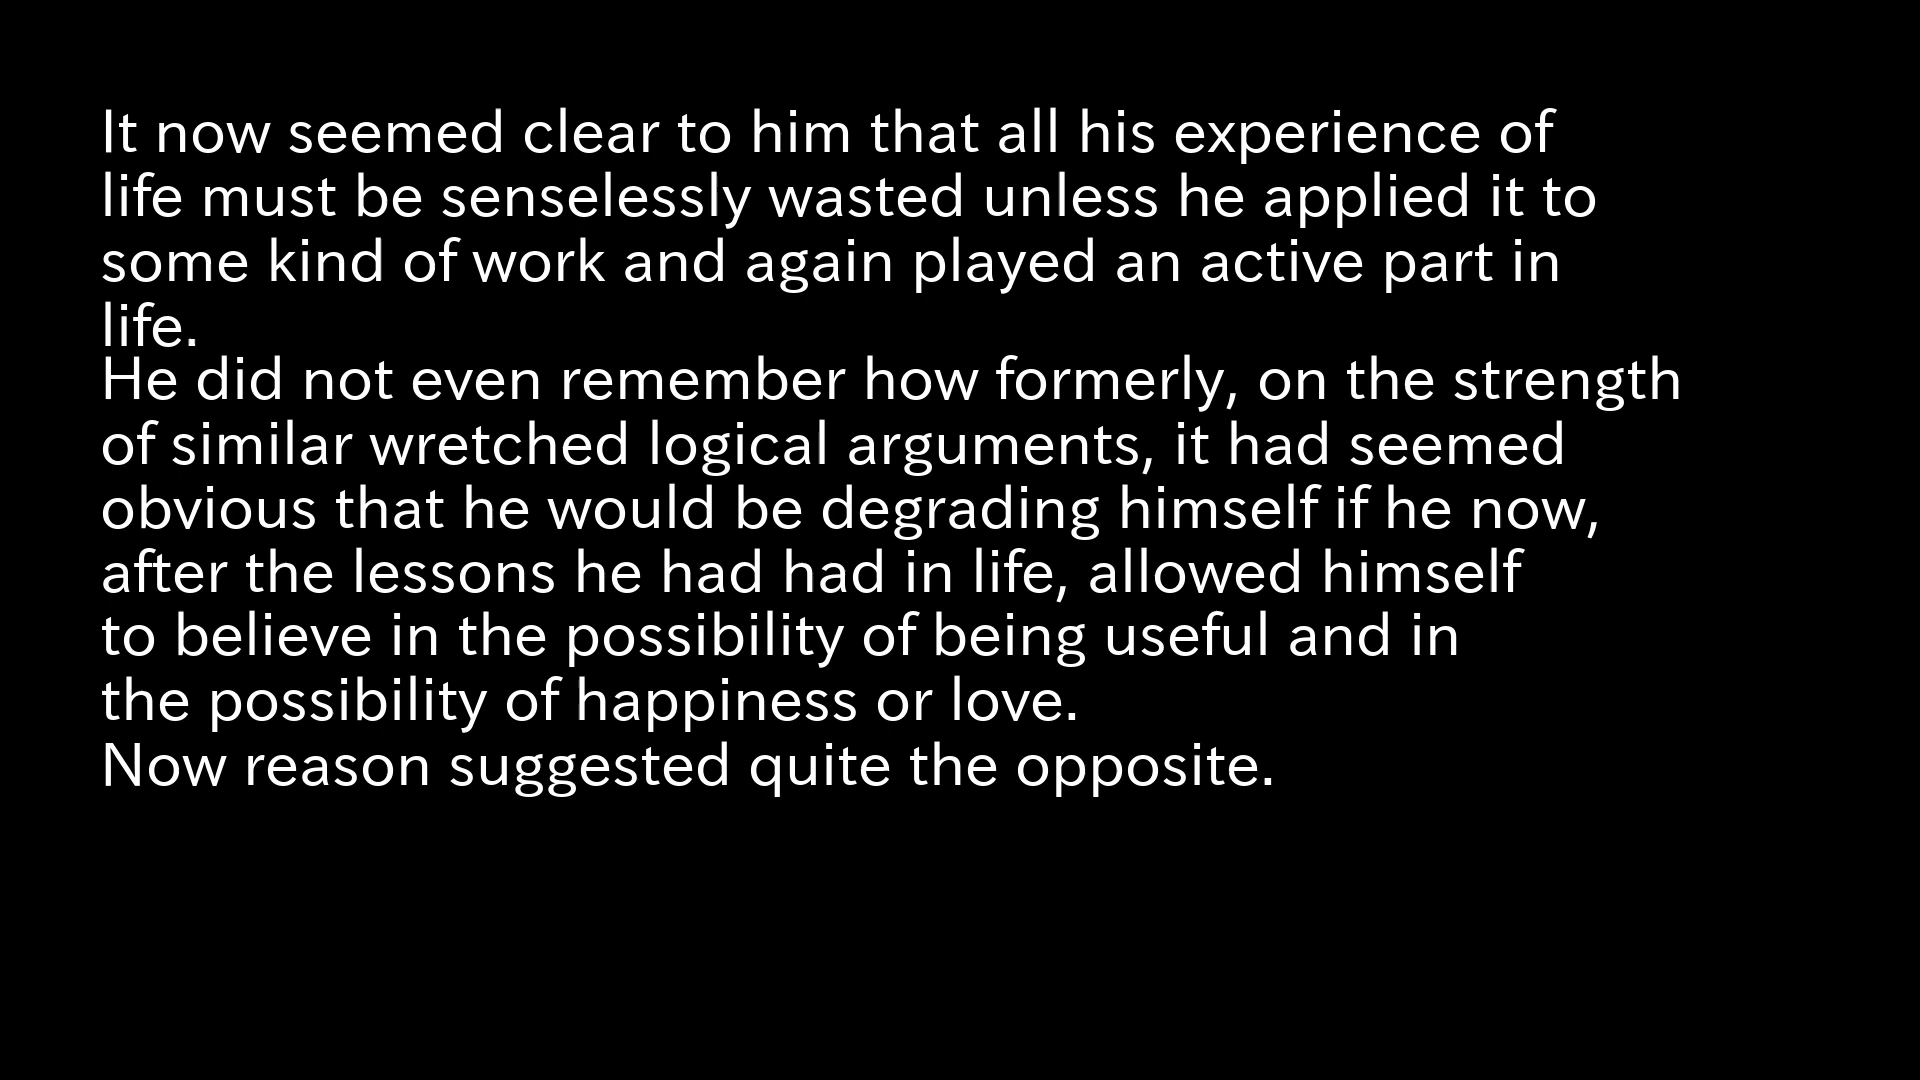 It now seemed clear to him that all his experience of
life must be senselessly wasted unless he applied it to
some kind of work and again played an active part in
life.
He did not even remember how formerly, on the strength
of similar wretched logical arguments, it had seemed
obvious that he would be degrading himself if he now,
after the lessons he had had in life, allowed himself
to believe in the possibility of being useful and in
the possibility of happiness or love.
Now reason suggested quite the opposite.